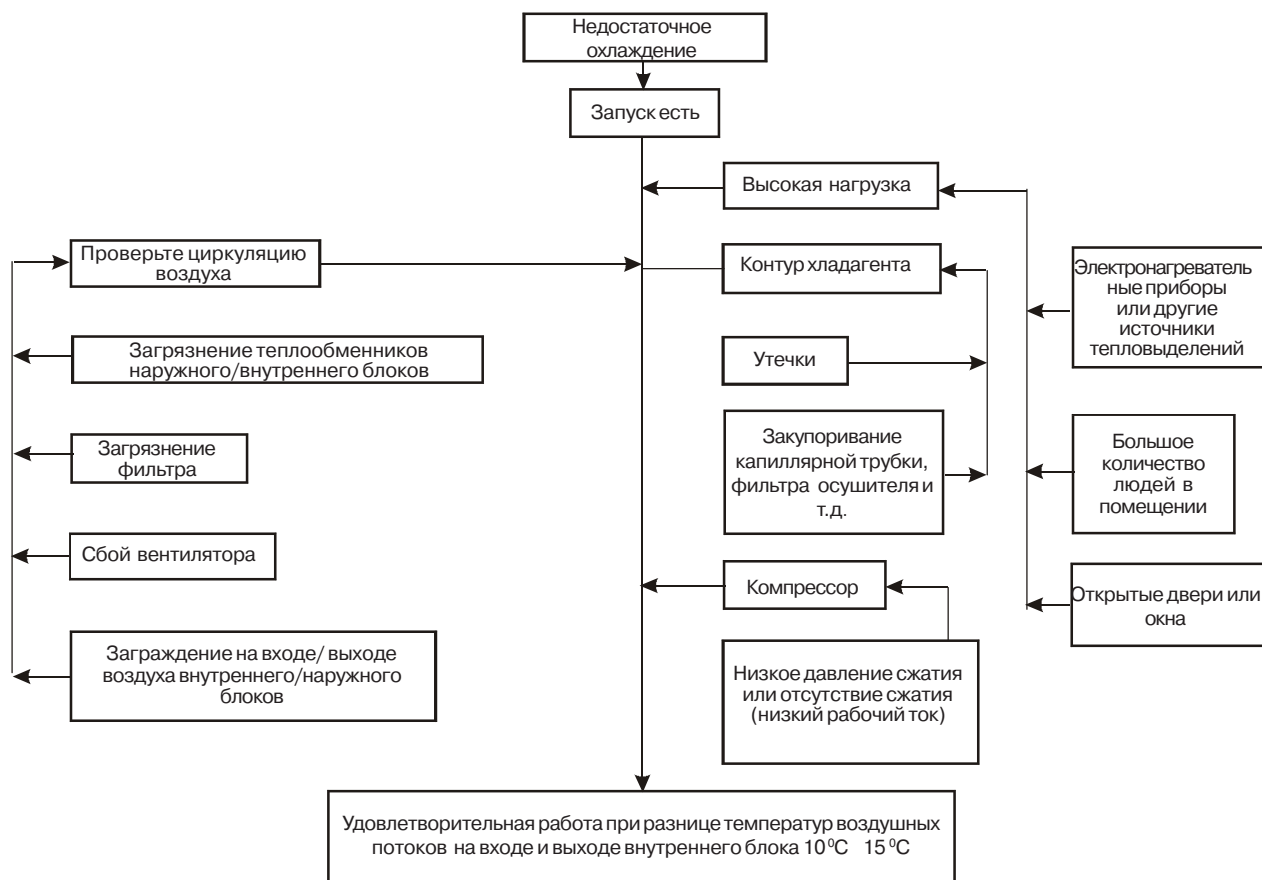 Недостаточное
охлаждение
Запуск есть
Высокая нагрузка
Проверьте циркуляцию
воздуха
Контур хладагента
Электронагреватель
ные приборы
или другие
источники
тепловыделений
Загрязнение теплообменников
наружного/внутреннего блоков
Утечки
Загрязнение
фильтра
Закупоривание
капиллярной трубки,
фильтра осушителя и
т.д.
Большое
количество
людей в
помещении
Сбой вентилятора
Компрессор
Открытые двери или
окна
Заграждение на входе/ выходе
воздуха внутреннего/наружного
блоков
Низкое давление сжатия
или отсутствие сжатия
(низкий рабочий ток)
Удовлетворительная работа при разнице температур воздушных
потоков на входе и выходе внутреннего блока 10 ⁰С 15 ⁰С